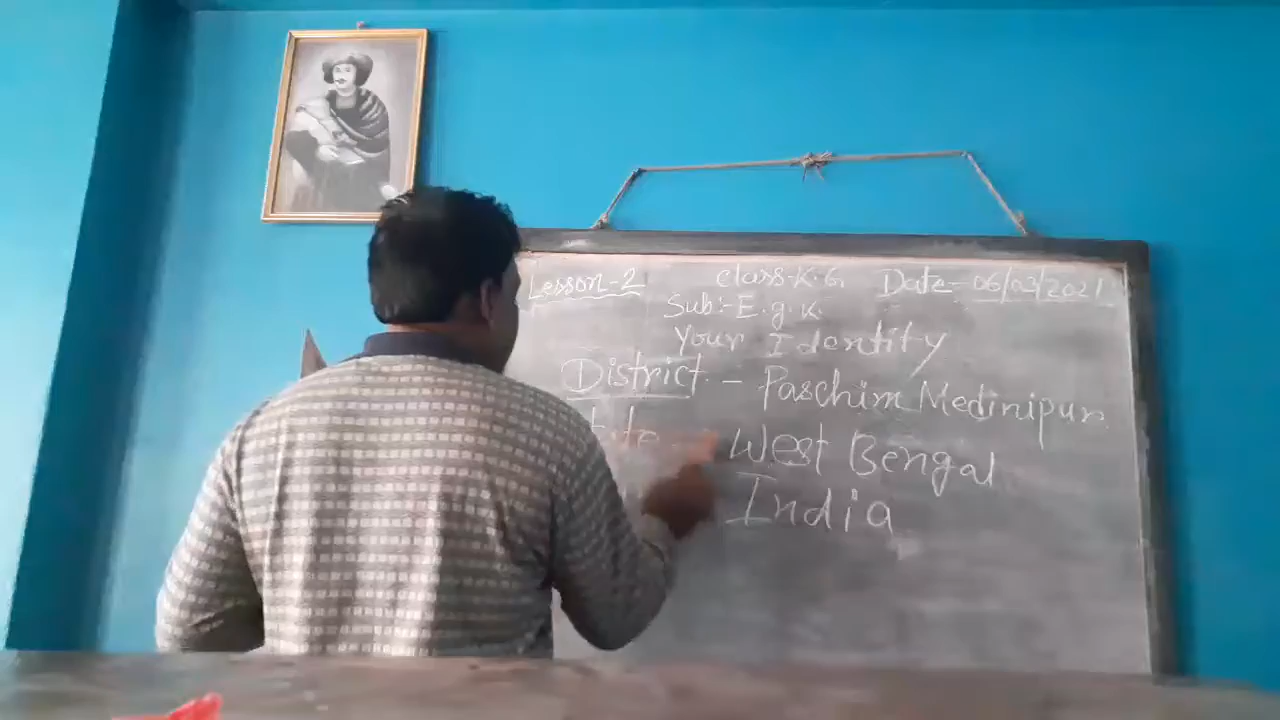 Lesson-2 Class-K.G. Date-06/03/2021
Sub:-E.g.K.
Your Identity
District - Paschim Medinipur
West Bengal
India